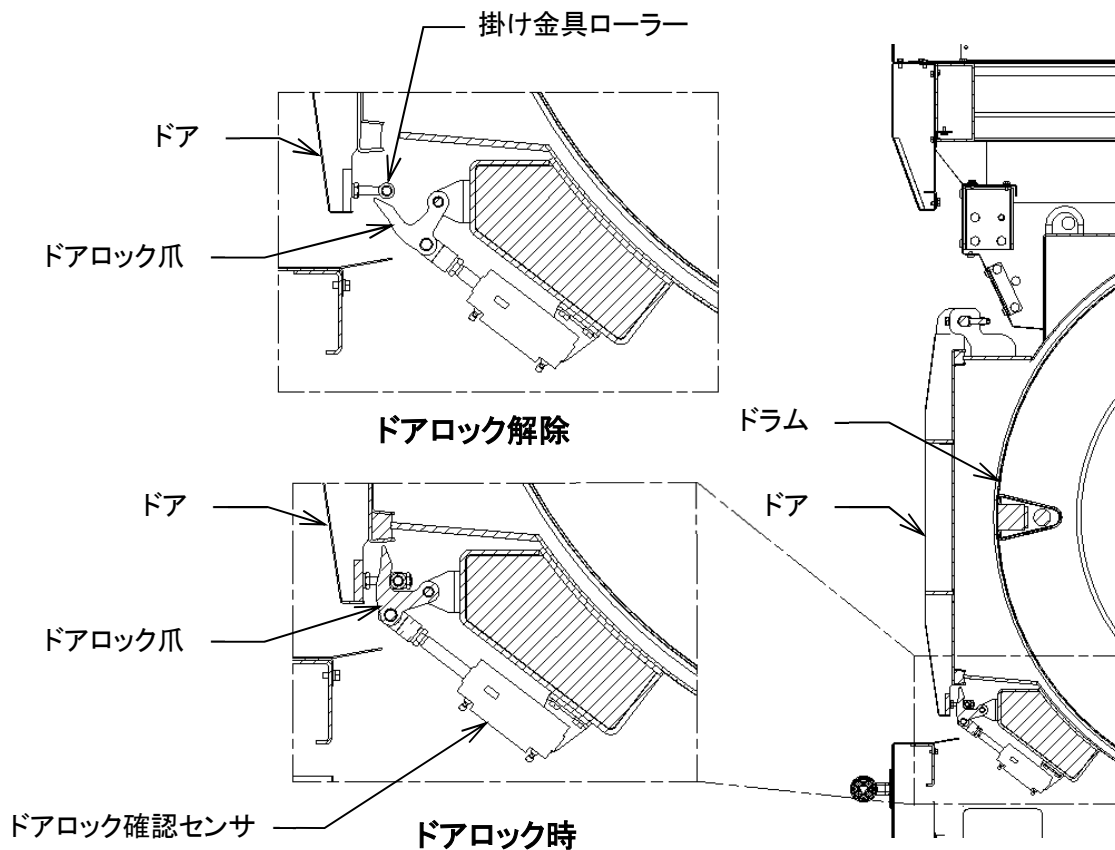 掛け金具ローラー
ドア
ドアロック爪
ドアロック解除
ドラム
ドア
ドア
ドアロック爪
ドアロック確認センサ
ドアロック時